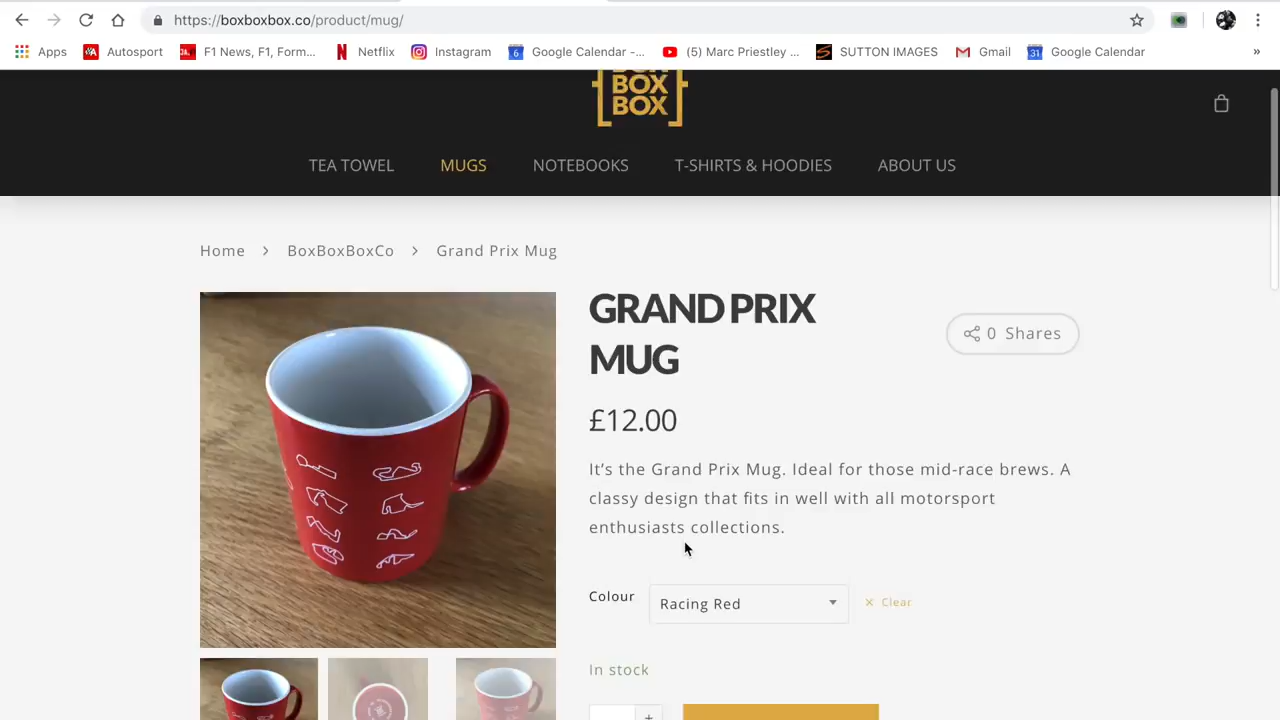 https://boxboxbox.co/product/mug/
Apps Autosport F1 News, F1, Form... Netflix Instagram Google Calendar -... (5) Marc Priestley ... SUTTON IMAGES Gmail Google Calendar »
BOX
BOX
BOX
TEA TOWEL MUGS NOTEBOOKS T-SHIRTS & HOODIES ABOUT US
Home > BoxBoxBoxCo > Grand Prix Mug
GRAND PRIX
MUG
0 Shares
£12.00
It's the Grand Prix Mug. Ideal for those mid-race brews. A
classy design that fits in well with all motorsport
enthusiasts collections.
Colour Racing Red × Clear
In stock
+